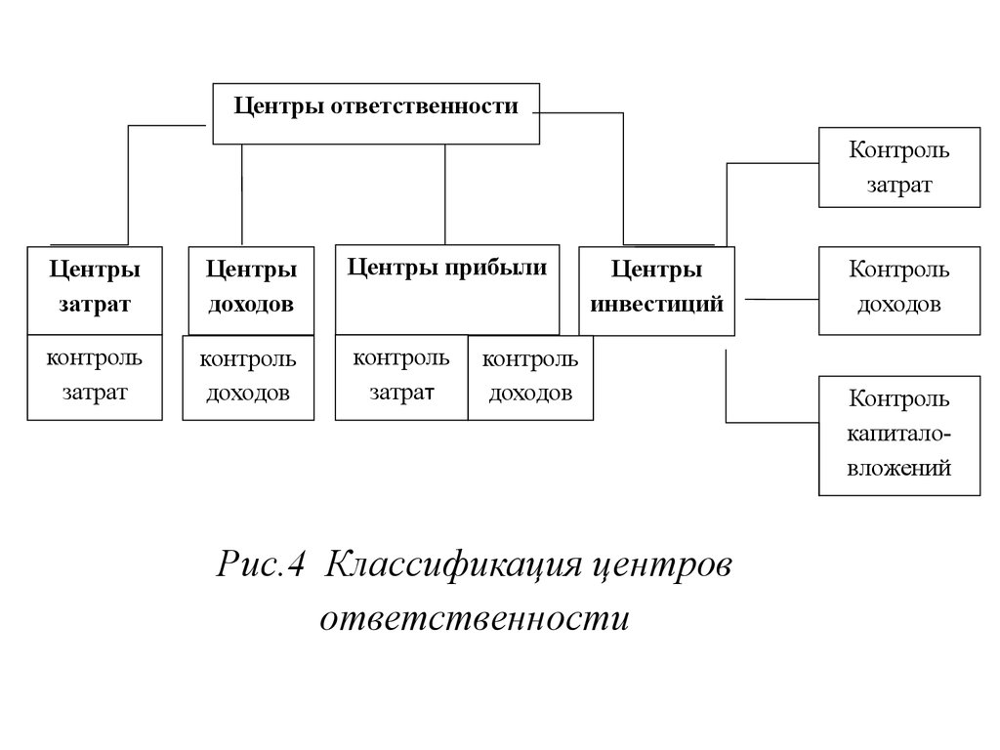 Центры ответственности
Контроль
затрат
Центры
затрат
Центры
доходов
Центры прибыли
Центры
инвестиций
Контроль
доходов
контроль
затрат
контроль
доходов
контроль
затрат
контроль
доходов
Контроль
капитало-
вложений
Рис.4 Классификация центров
ответственности